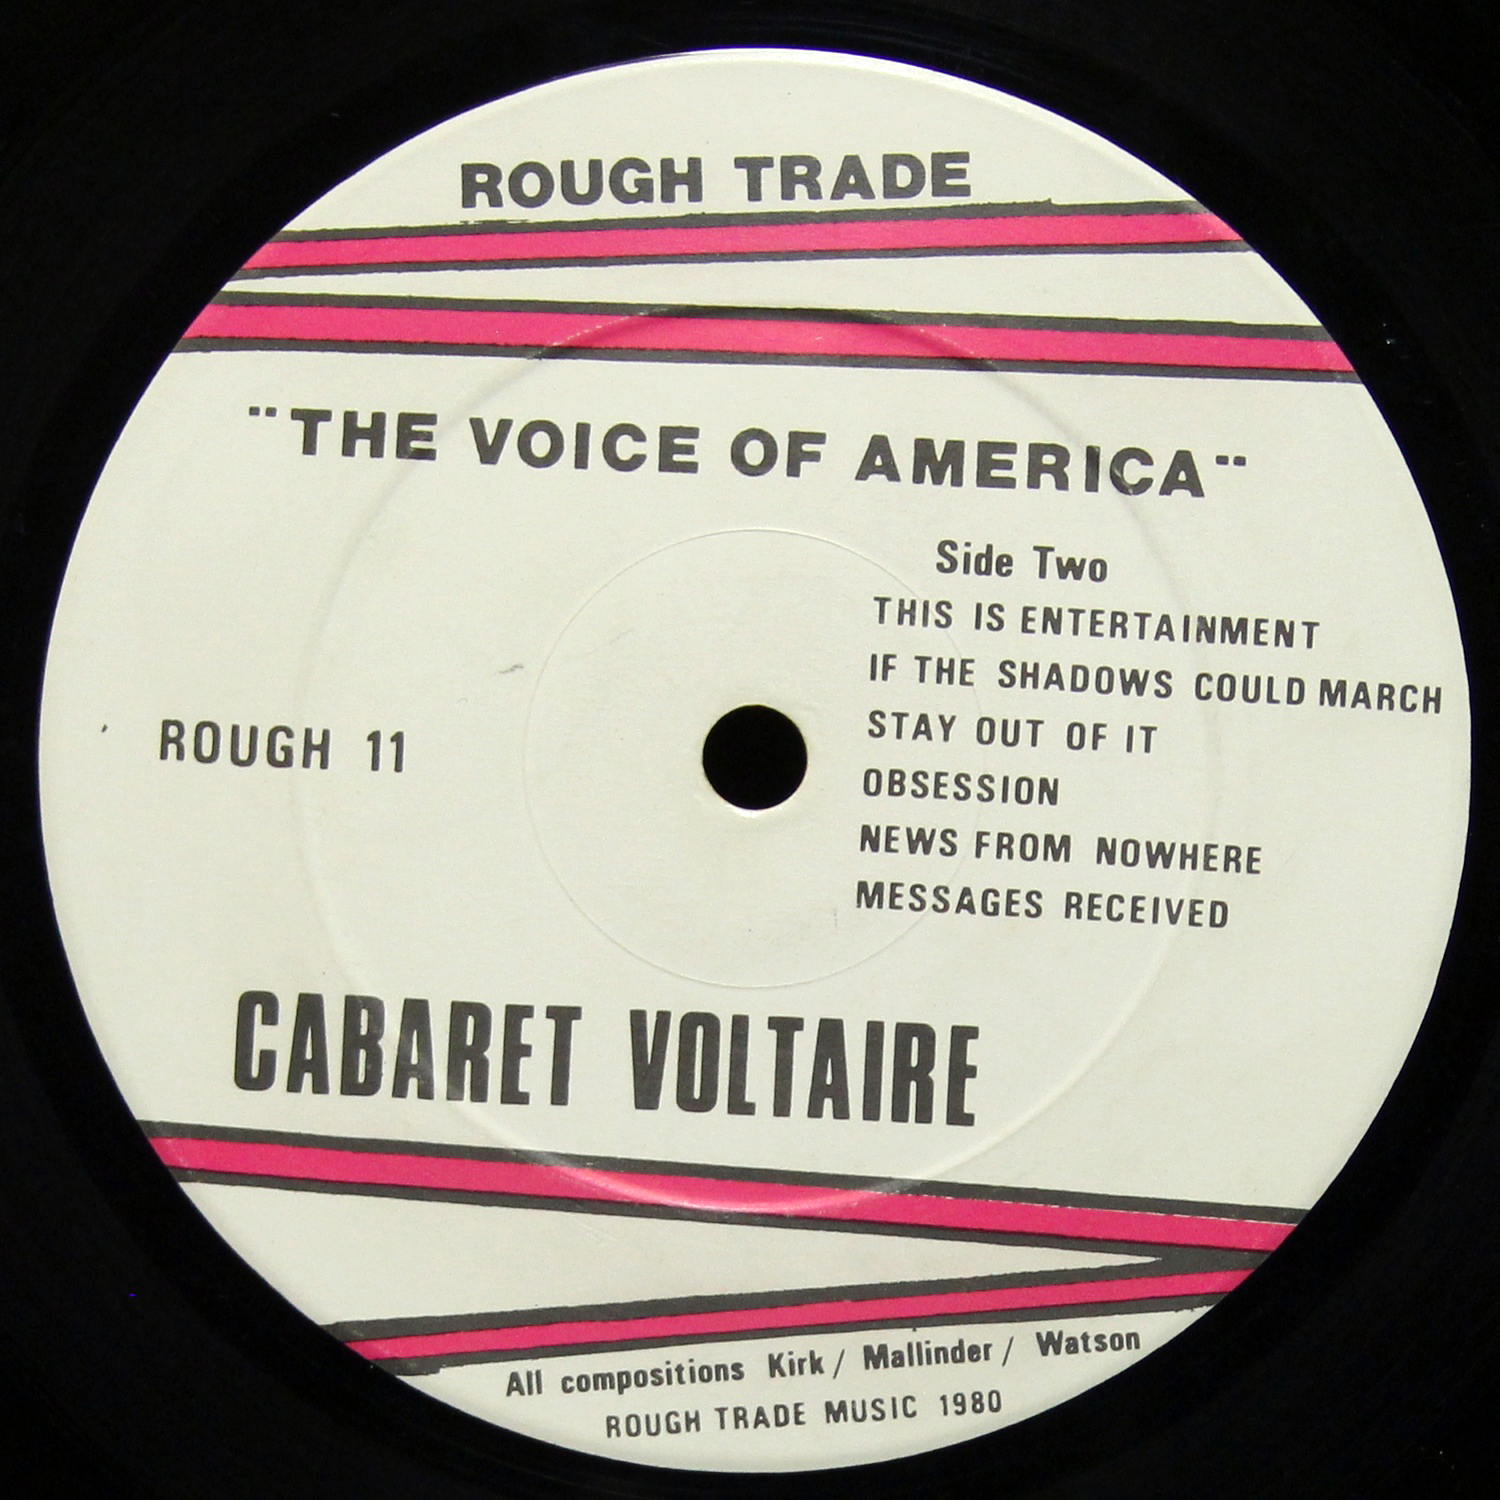 ROUGH TRADE
¨THE VOICE OF AMERICA¨
Side Two
THIS IS ENTERTAINMENT
IF THE SHADOWS COULD MARCH
STAY OUT OF IT
OBSESSION
NEWS FROM NOWHERE
MESSAGES RECEIVED
ROUGH 11
CABARET VOLTAIRE
All compositions Kirk / Mallinder / Watson
ROUGH TRADE MUSIC 1980